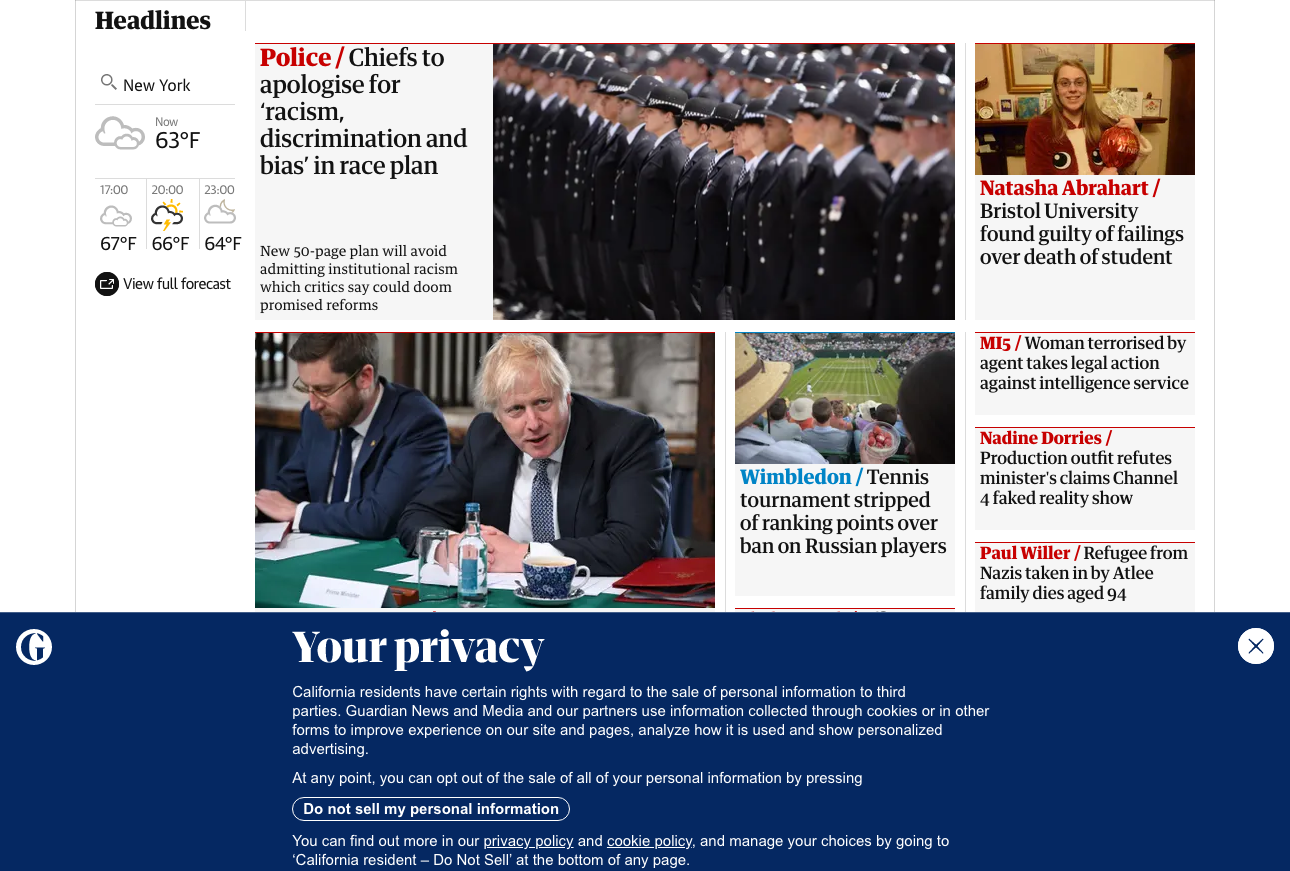 Headlines
New York
Now
63°F
17:00
20:00
23:00
67°F
66°F
64°F
View full forecast
Police / Chiefs to
apologise for
‘racism,
discrimination and
bias’ in race plan
New 50-page plan will avoid
admitting institutional racism
which critics say could doom
promised reforms
Natasha Abrahart /
Bristol University
found guilty of failings
over death of student
Prime Minister
Wimbledon / Tennis
tournament stripped
of ranking points over
ban on Russian players
MI5 / Woman terrorised by
agent takes legal action
against intelligence service
Nadine Dorries /
Production outfit refutes
minister's claims Channel
4 faked reality show
Paul Willer / Refugee from
Nazis taken in by Atlee
family dies aged 94
G
Your privacy
California residents have certain rights with regard to the sale of personal information to third
parties. Guardian News and Media and our partners use information collected through cookies or in other
forms to improve experience on our site and pages, analyze how it is used and show personalized
advertising.
At any point, you can opt out of the sale of all of your personal information by pressing
Do not sell my personal information
You can find out more in our privacy policy and cookie policy, and manage your choices by going to
‘California resident – Do Not Sell’ at the bottom of any page.